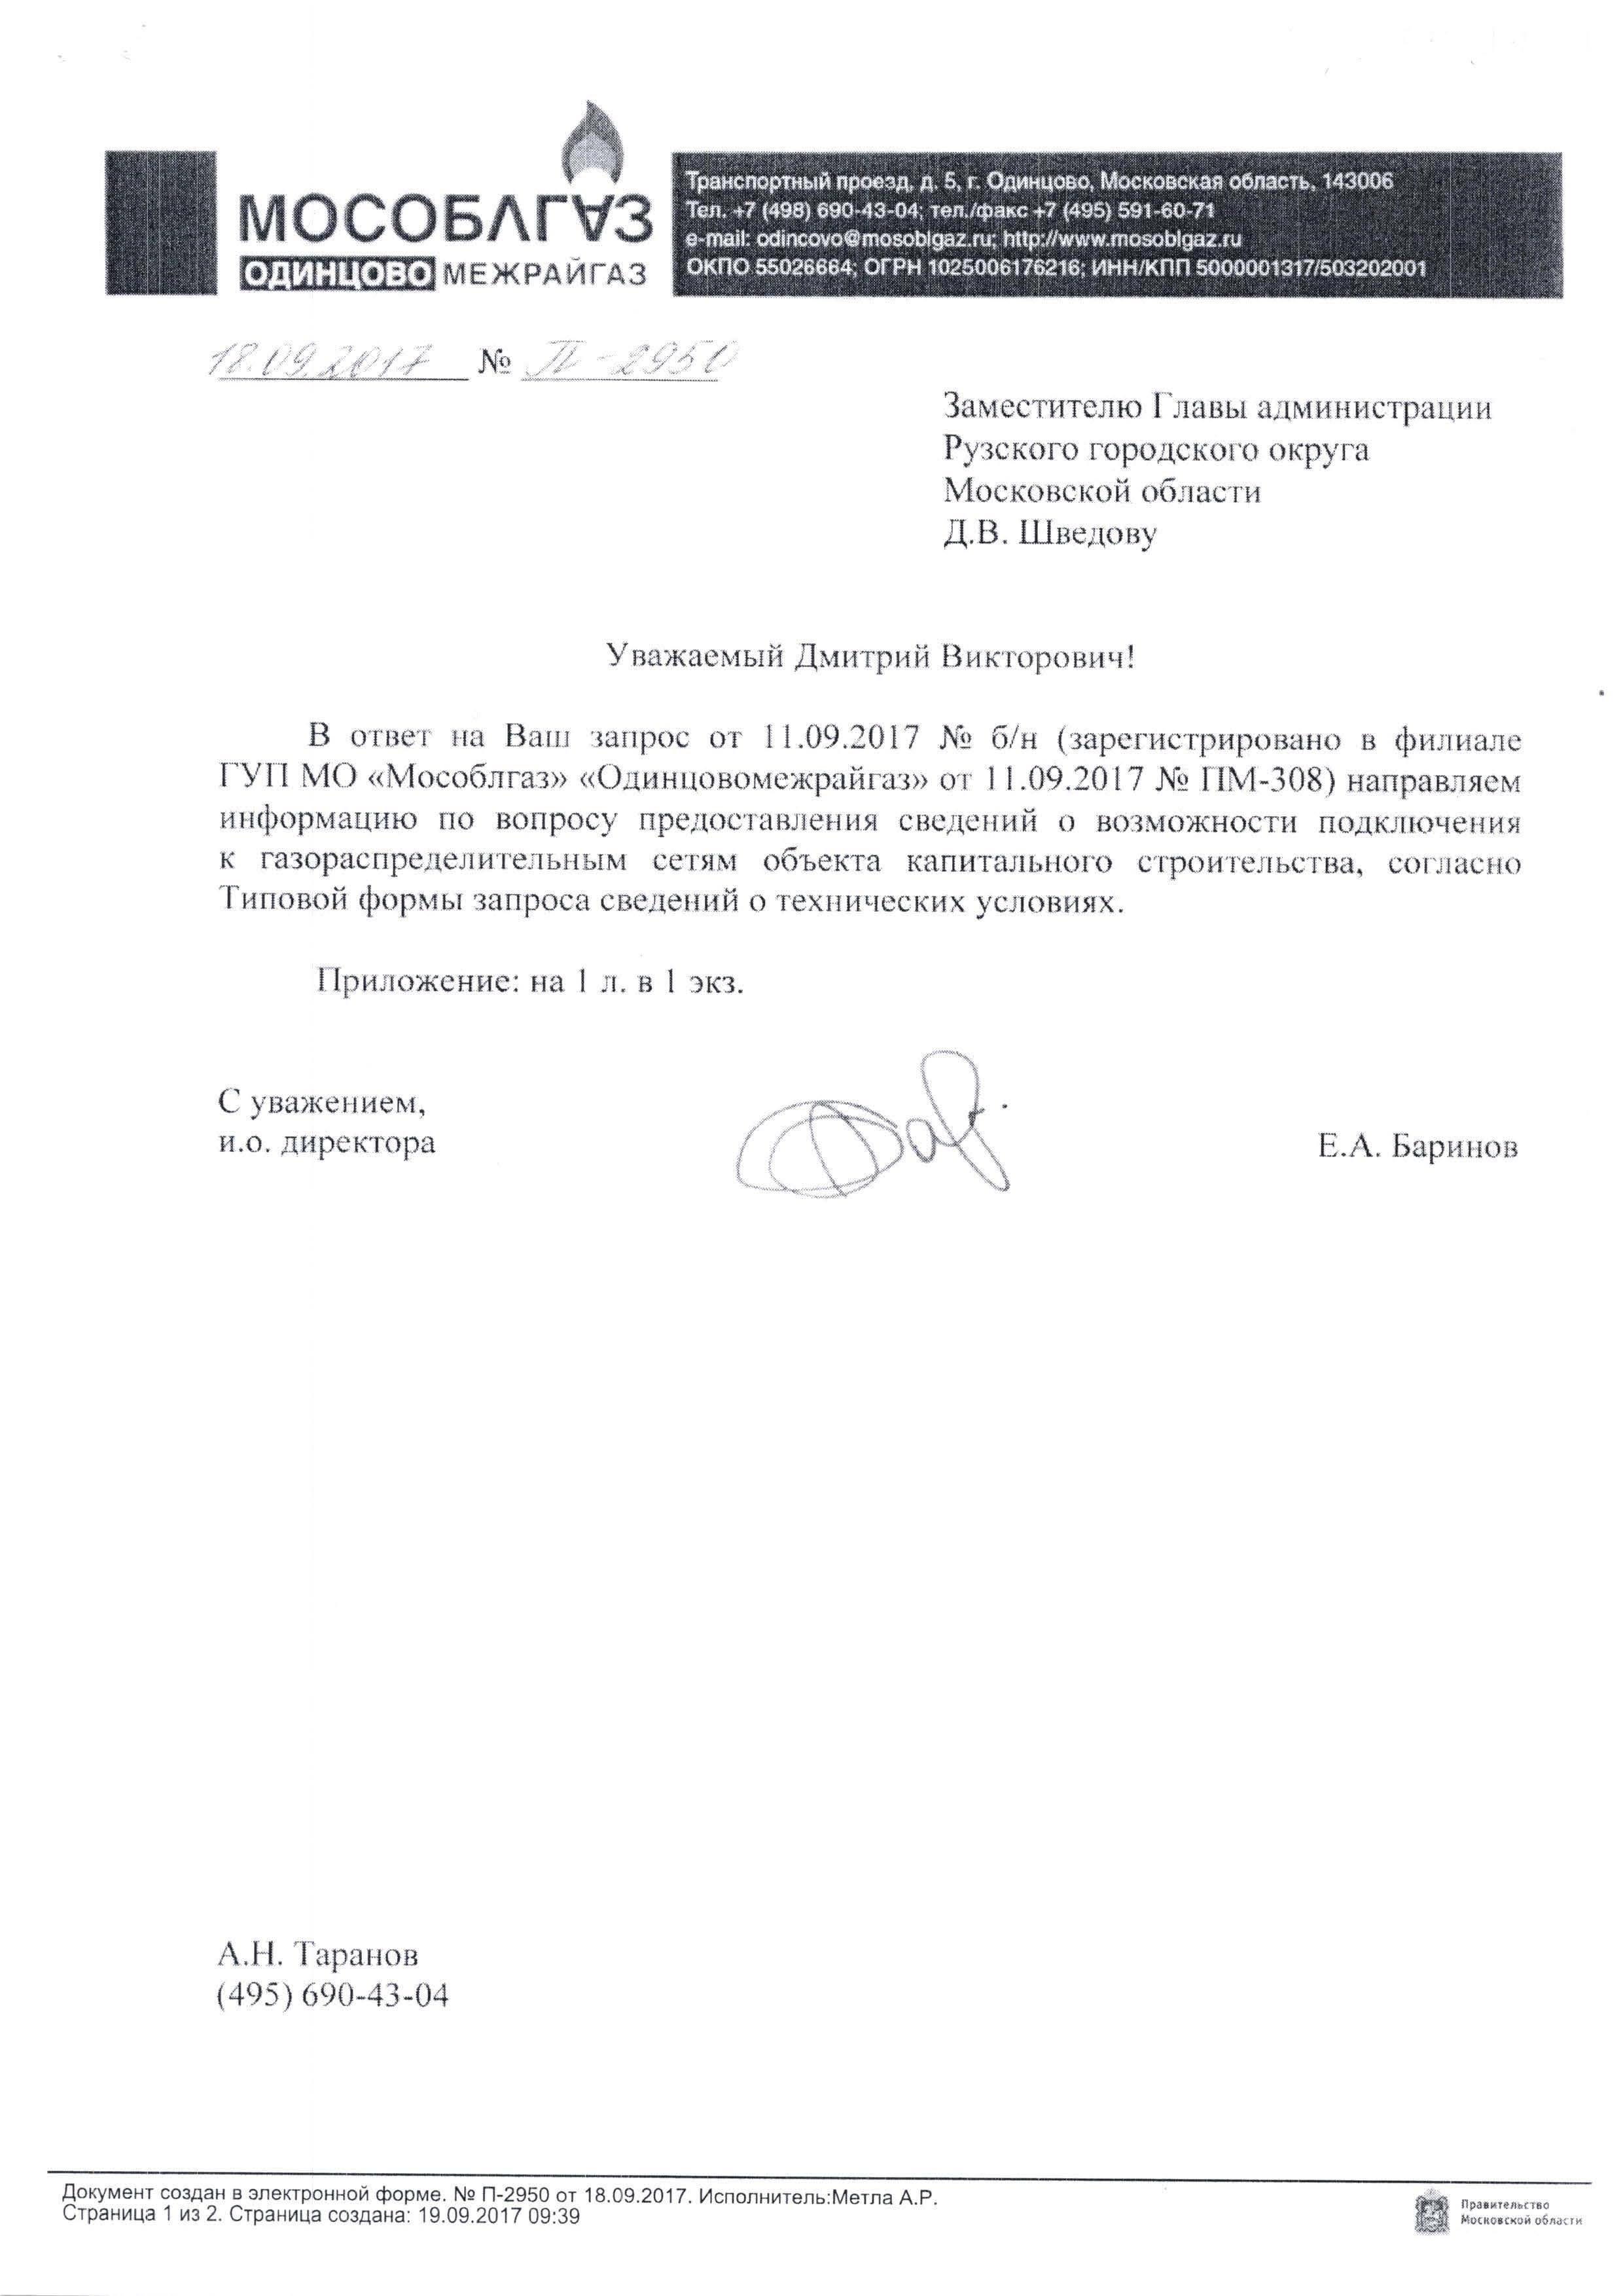 МОСОБЛГАЗ
ОДИНЦОВО МЕЖРАЙГАЗ
Транспортный проезд, д. 5, г. Одинцово, Московская область, 143006
Тел. +7 (498) 690-43-04; тел./факс +7 (495) 591-60-71
e-mail: odincovo@mosoblgaz.ru; http://www.mosoblgaz.ru
ОКПО 55026664; ОГРН 1025006176216; ИНН/КПП 5000001317/503202001
18.09.2017 № П-2950
Заместителю Главы администрации
Рузского городского округа
Московской области
Д.В. Шведову
Уважаемый Дмитрий Викторович!
В ответ на Ваш запрос от 11.09.2017 № б/н (зарегистрировано в филиале
ГУП МО «Мособлгаз» «Одинцовомежрайгаз» от 11.09.2017 № ПМ-308) направляем
информацию по вопросу предоставления сведений о возможности подключения
к газораспределительным сетям объекта капитального строительства, согласно
Типовой формы запроса сведений о технических условиях.
Приложение: на 1 л. в 1 экз.
С уважением,
и.о. директора
Е.А. Баринов
А.Н. Таранов
(495) 690-43-04
Документ создан в электронной форме. № П-2950 от 18.09.2017. Исполнитель:Метла А.Р.
Страница 1 из 2. Страница создана: 19.09.2017 09:39
Правительство
Московской области